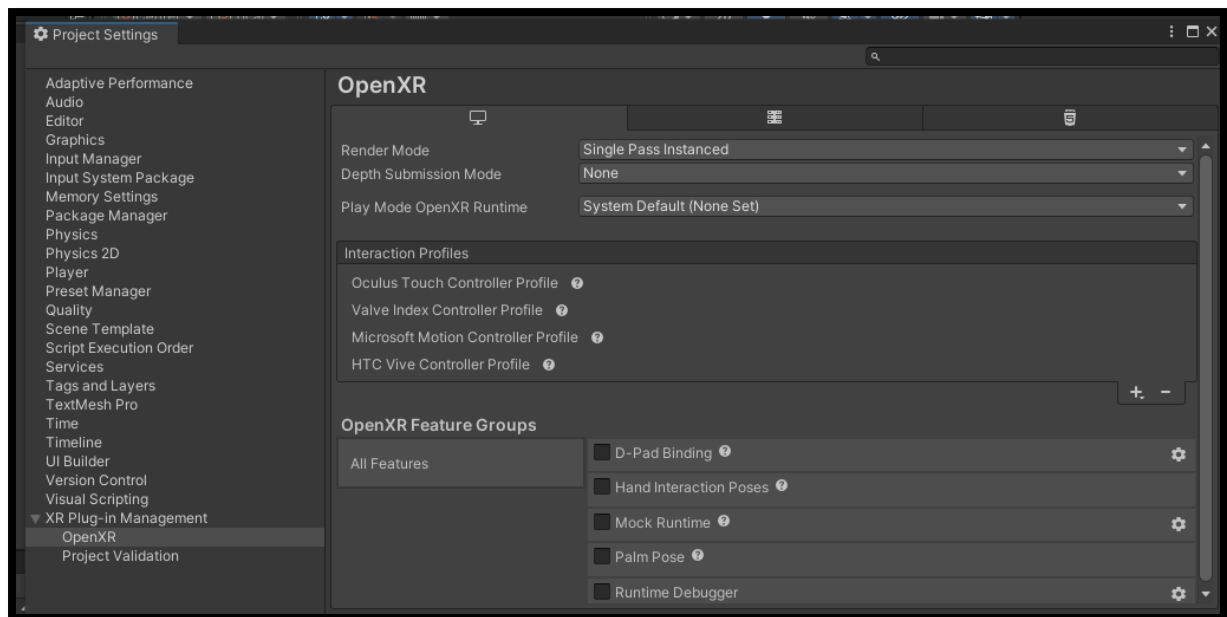 Project Settings
Adaptive Performance
Audio
Editor
Graphics
Input Manager
Input System Package
Memory Settings
Package Manager
Physics
Physics 2D
Player
Preset Manager
Quality
Scene Template
Script Execution Order
Services
Tags and Layers
TextMesh Pro
Time
Timeline
UI Builder
Version Control
Visual Scripting
XR Plug-in Management
OpenXR
Project Validation
OpenXR
Render Mode Single Pass Instanced
Depth Submission Mode None
Play Mode OpenXR Runtime System Default (None Set)
Interaction Profiles
Oculus Touch Controller Profile
Valve Index Controller Profile
Microsoft Motion Controller Profile
HTC Vive Controller Profile
OpenXR Feature Groups
All Features
D-Pad Binding
Hand Interaction Poses
Mock Runtime
Palm Pose
Runtime Debugger